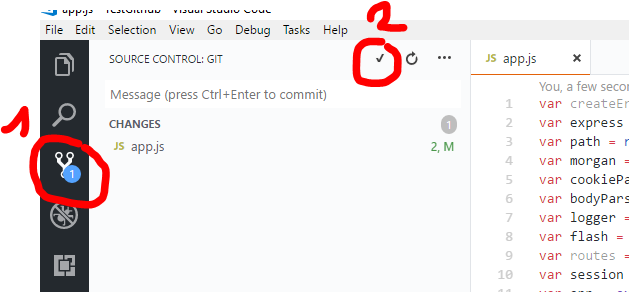 app.js - TestGithub - Visual Studio Code
File Edit Selection View Go Debug Tasks Help
2
SOURCE CONTROL: GIT
JS app.js
Message (press Ctrl+Enter to commit)
CHANGES 1
JS app.js 2, M
1
1
You, a few secon
1 var createEr
2 var express
3 var path = r
4 var morgan =
5 var cookiePa
6 var bodyPars
7 var logger =
8 var flash =
9 var routes =
10 var session